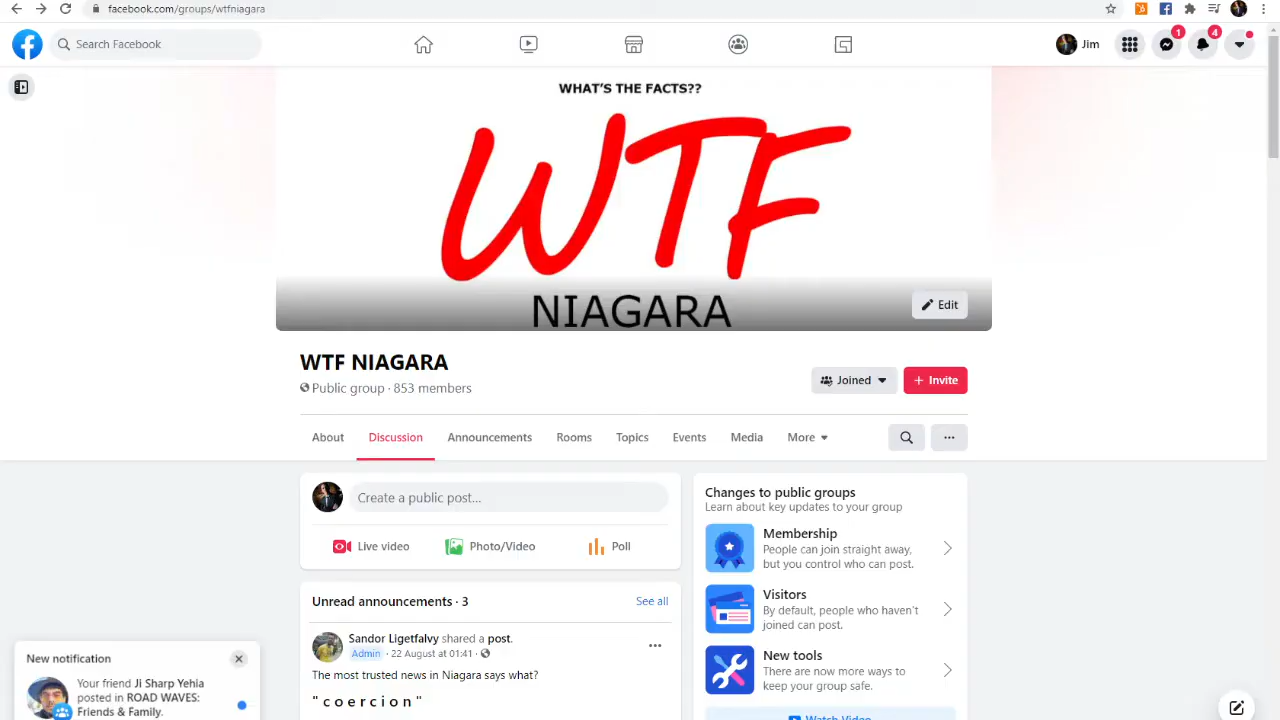 facebook.com/groups/wtfniagara
Search Facebook
Jim
1
4
WHAT'S THE FACTS??
WTF
NIAGARA
Edit
WTF NIAGARA
Public group · 853 members
Joined
+ Invite
About
Discussion
Announcements
Rooms
Topics
Events
Media
More
Create a public post...
Live video
Photo/Video
Poll
Unread announcements · 3
See all
Sandor Ligetfalvy shared a post.
Admin · 22 August at 01:41 ·
The most trusted news in Niagara says what?
" c o e r c i o n "
Changes to public groups
Learn about key updates to your group
Membership
People can join straight away,
but you control who can post.
Visitors
By default, people who haven't
joined can post.
New tools
There are now more ways to
keep your group safe.
Watch Video
New notification
Your friend Ji Sharp Yehia
posted in ROAD WAVES:
Friends & Family.